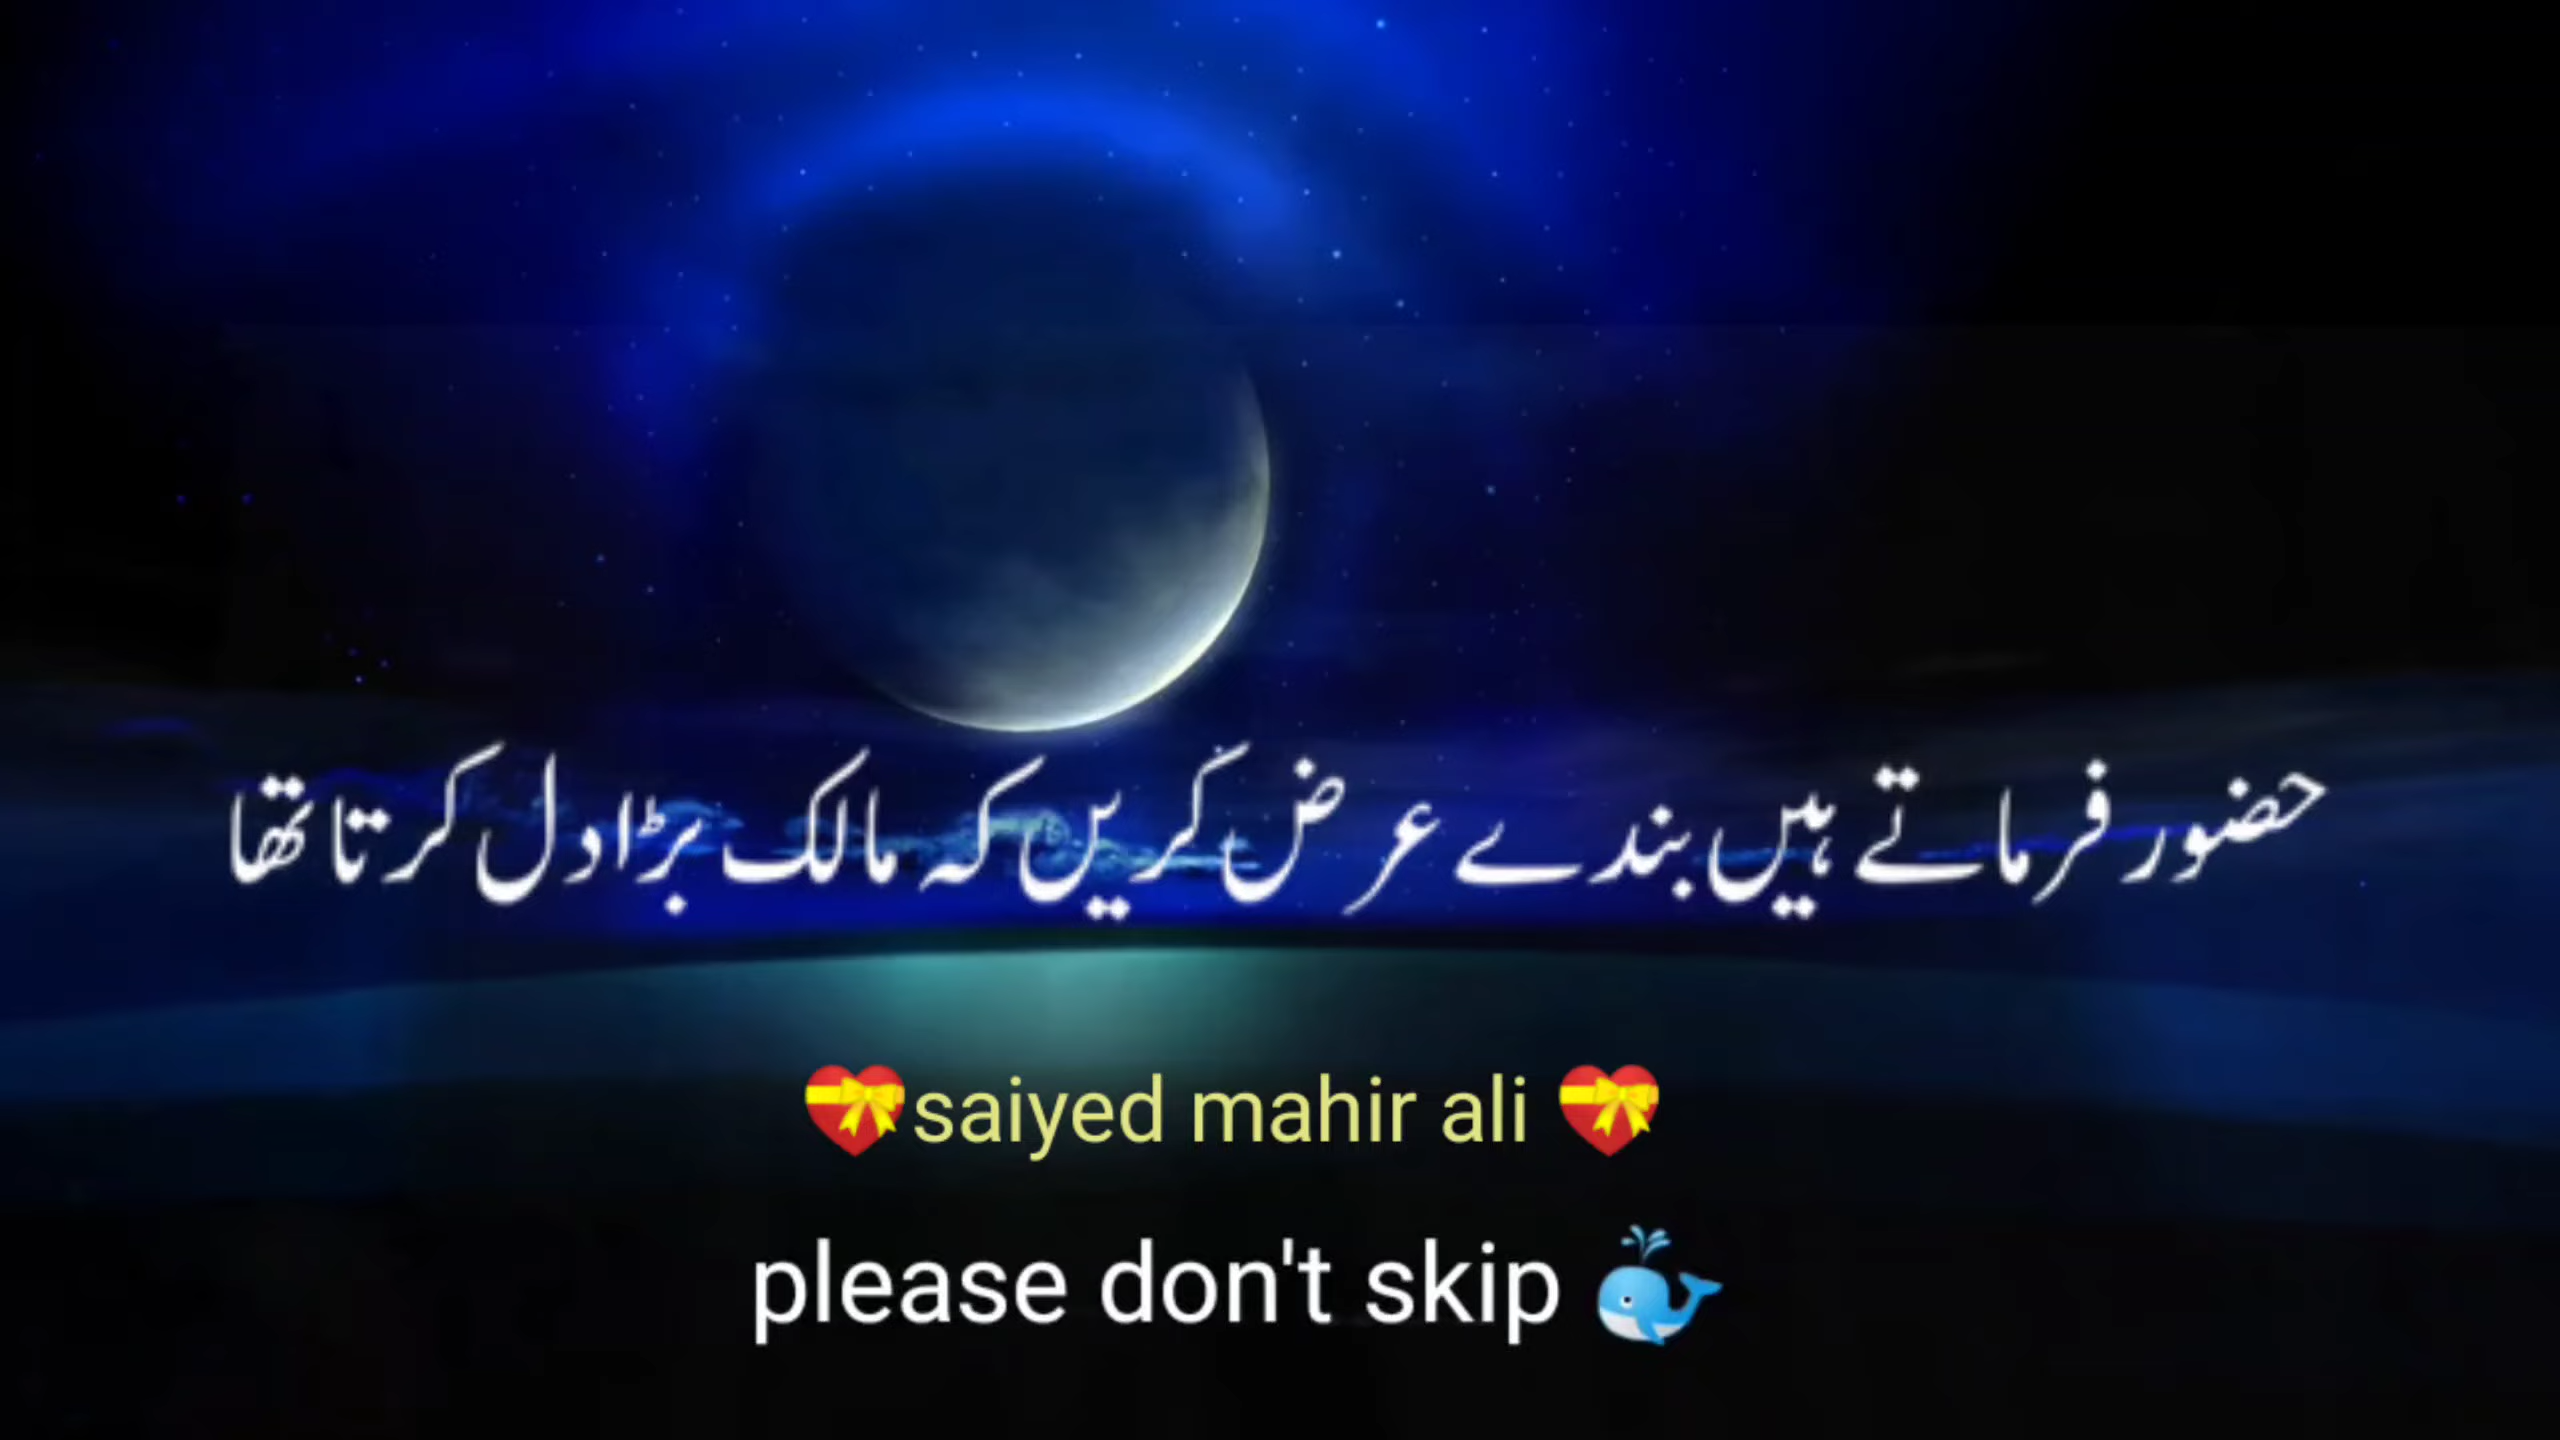 حضور فرماتے ہیں بندے عرض کریں کہ مالک بڑا دل کرتا تھا
💝saiyed mahir ali 💝
please don't skip 🐳